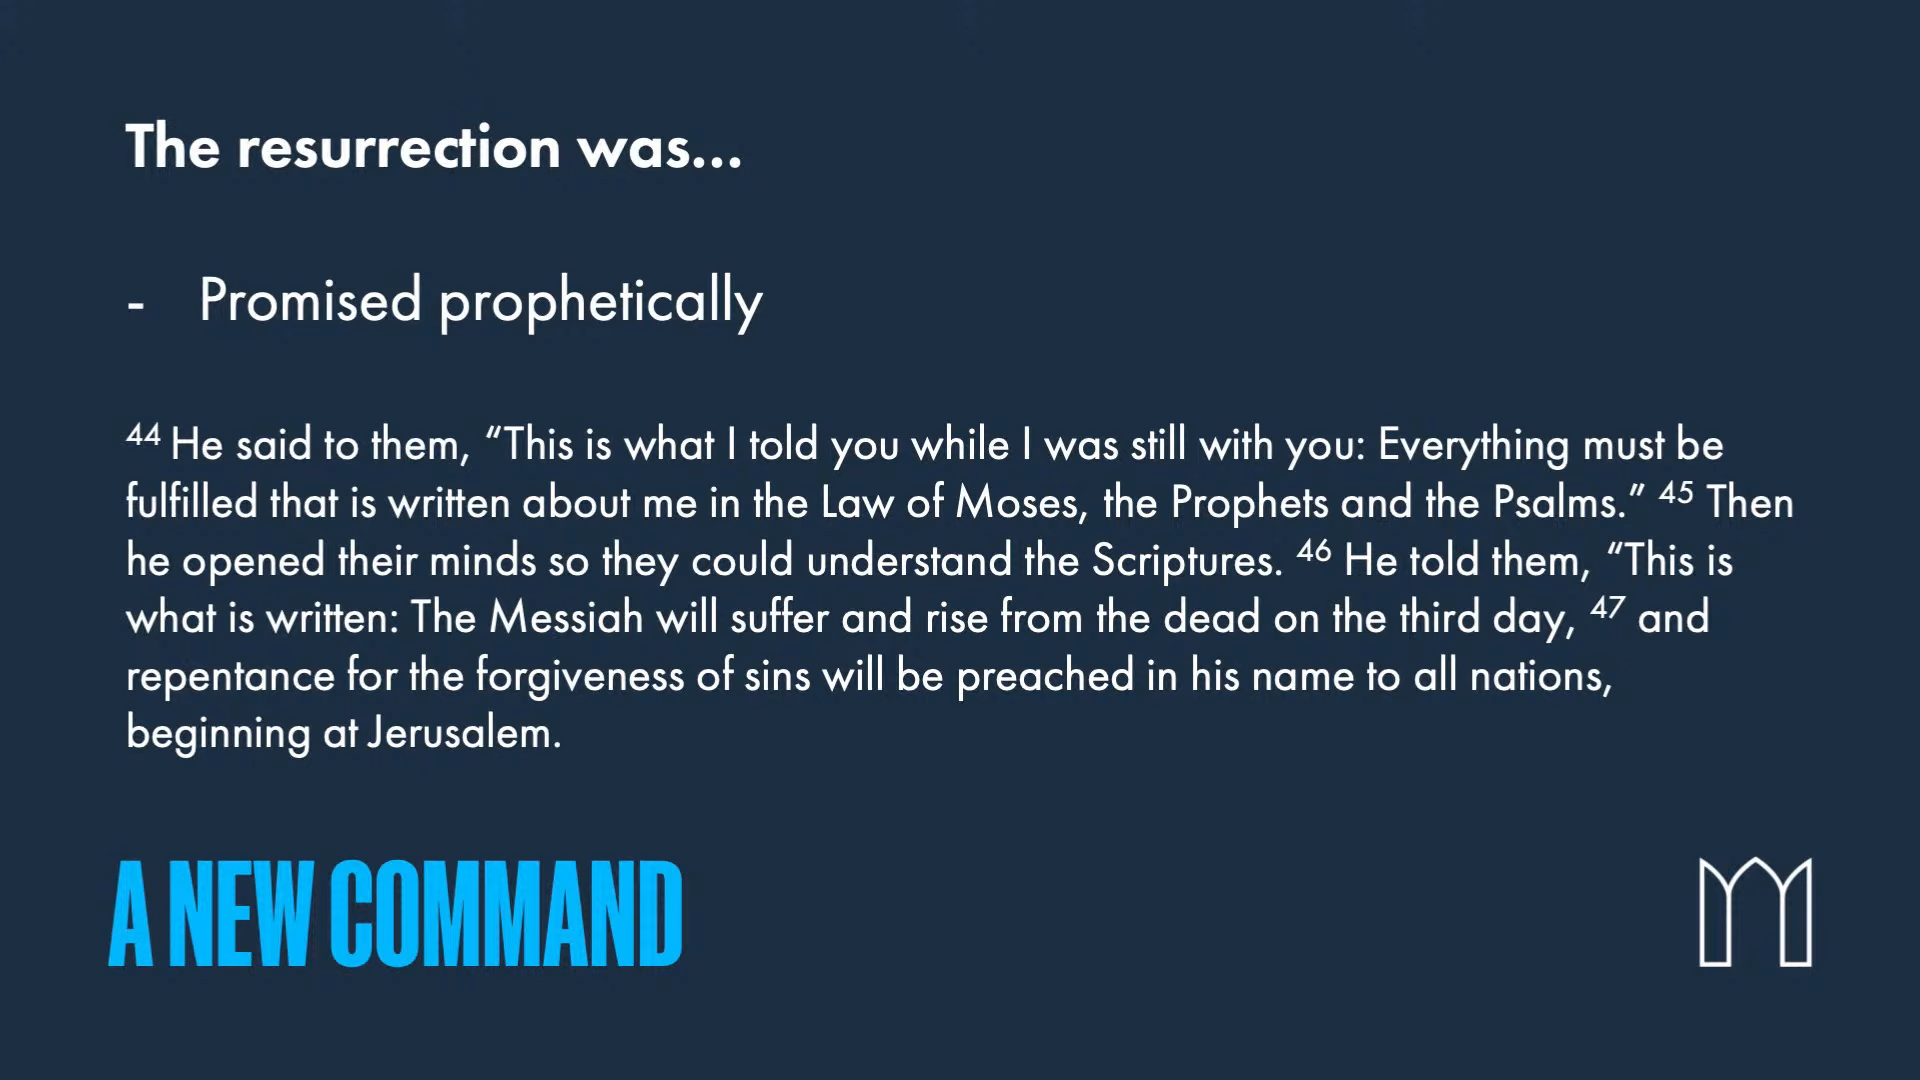 The resurrection was...
- Promised prophetically
44 He said to them, “This is what I told you while I was still with you: Everything must be
fulfilled that is written about me in the Law of Moses, the Prophets and the Psalms.” 45 Then
he opened their minds so they could understand the Scriptures. 46 He told them, “This is
what is written: The Messiah will suffer and rise from the dead on the third day, 47 and
repentance for the forgiveness of sins will be preached in his name to all nations,
beginning at Jerusalem.
A NEW COMMAND